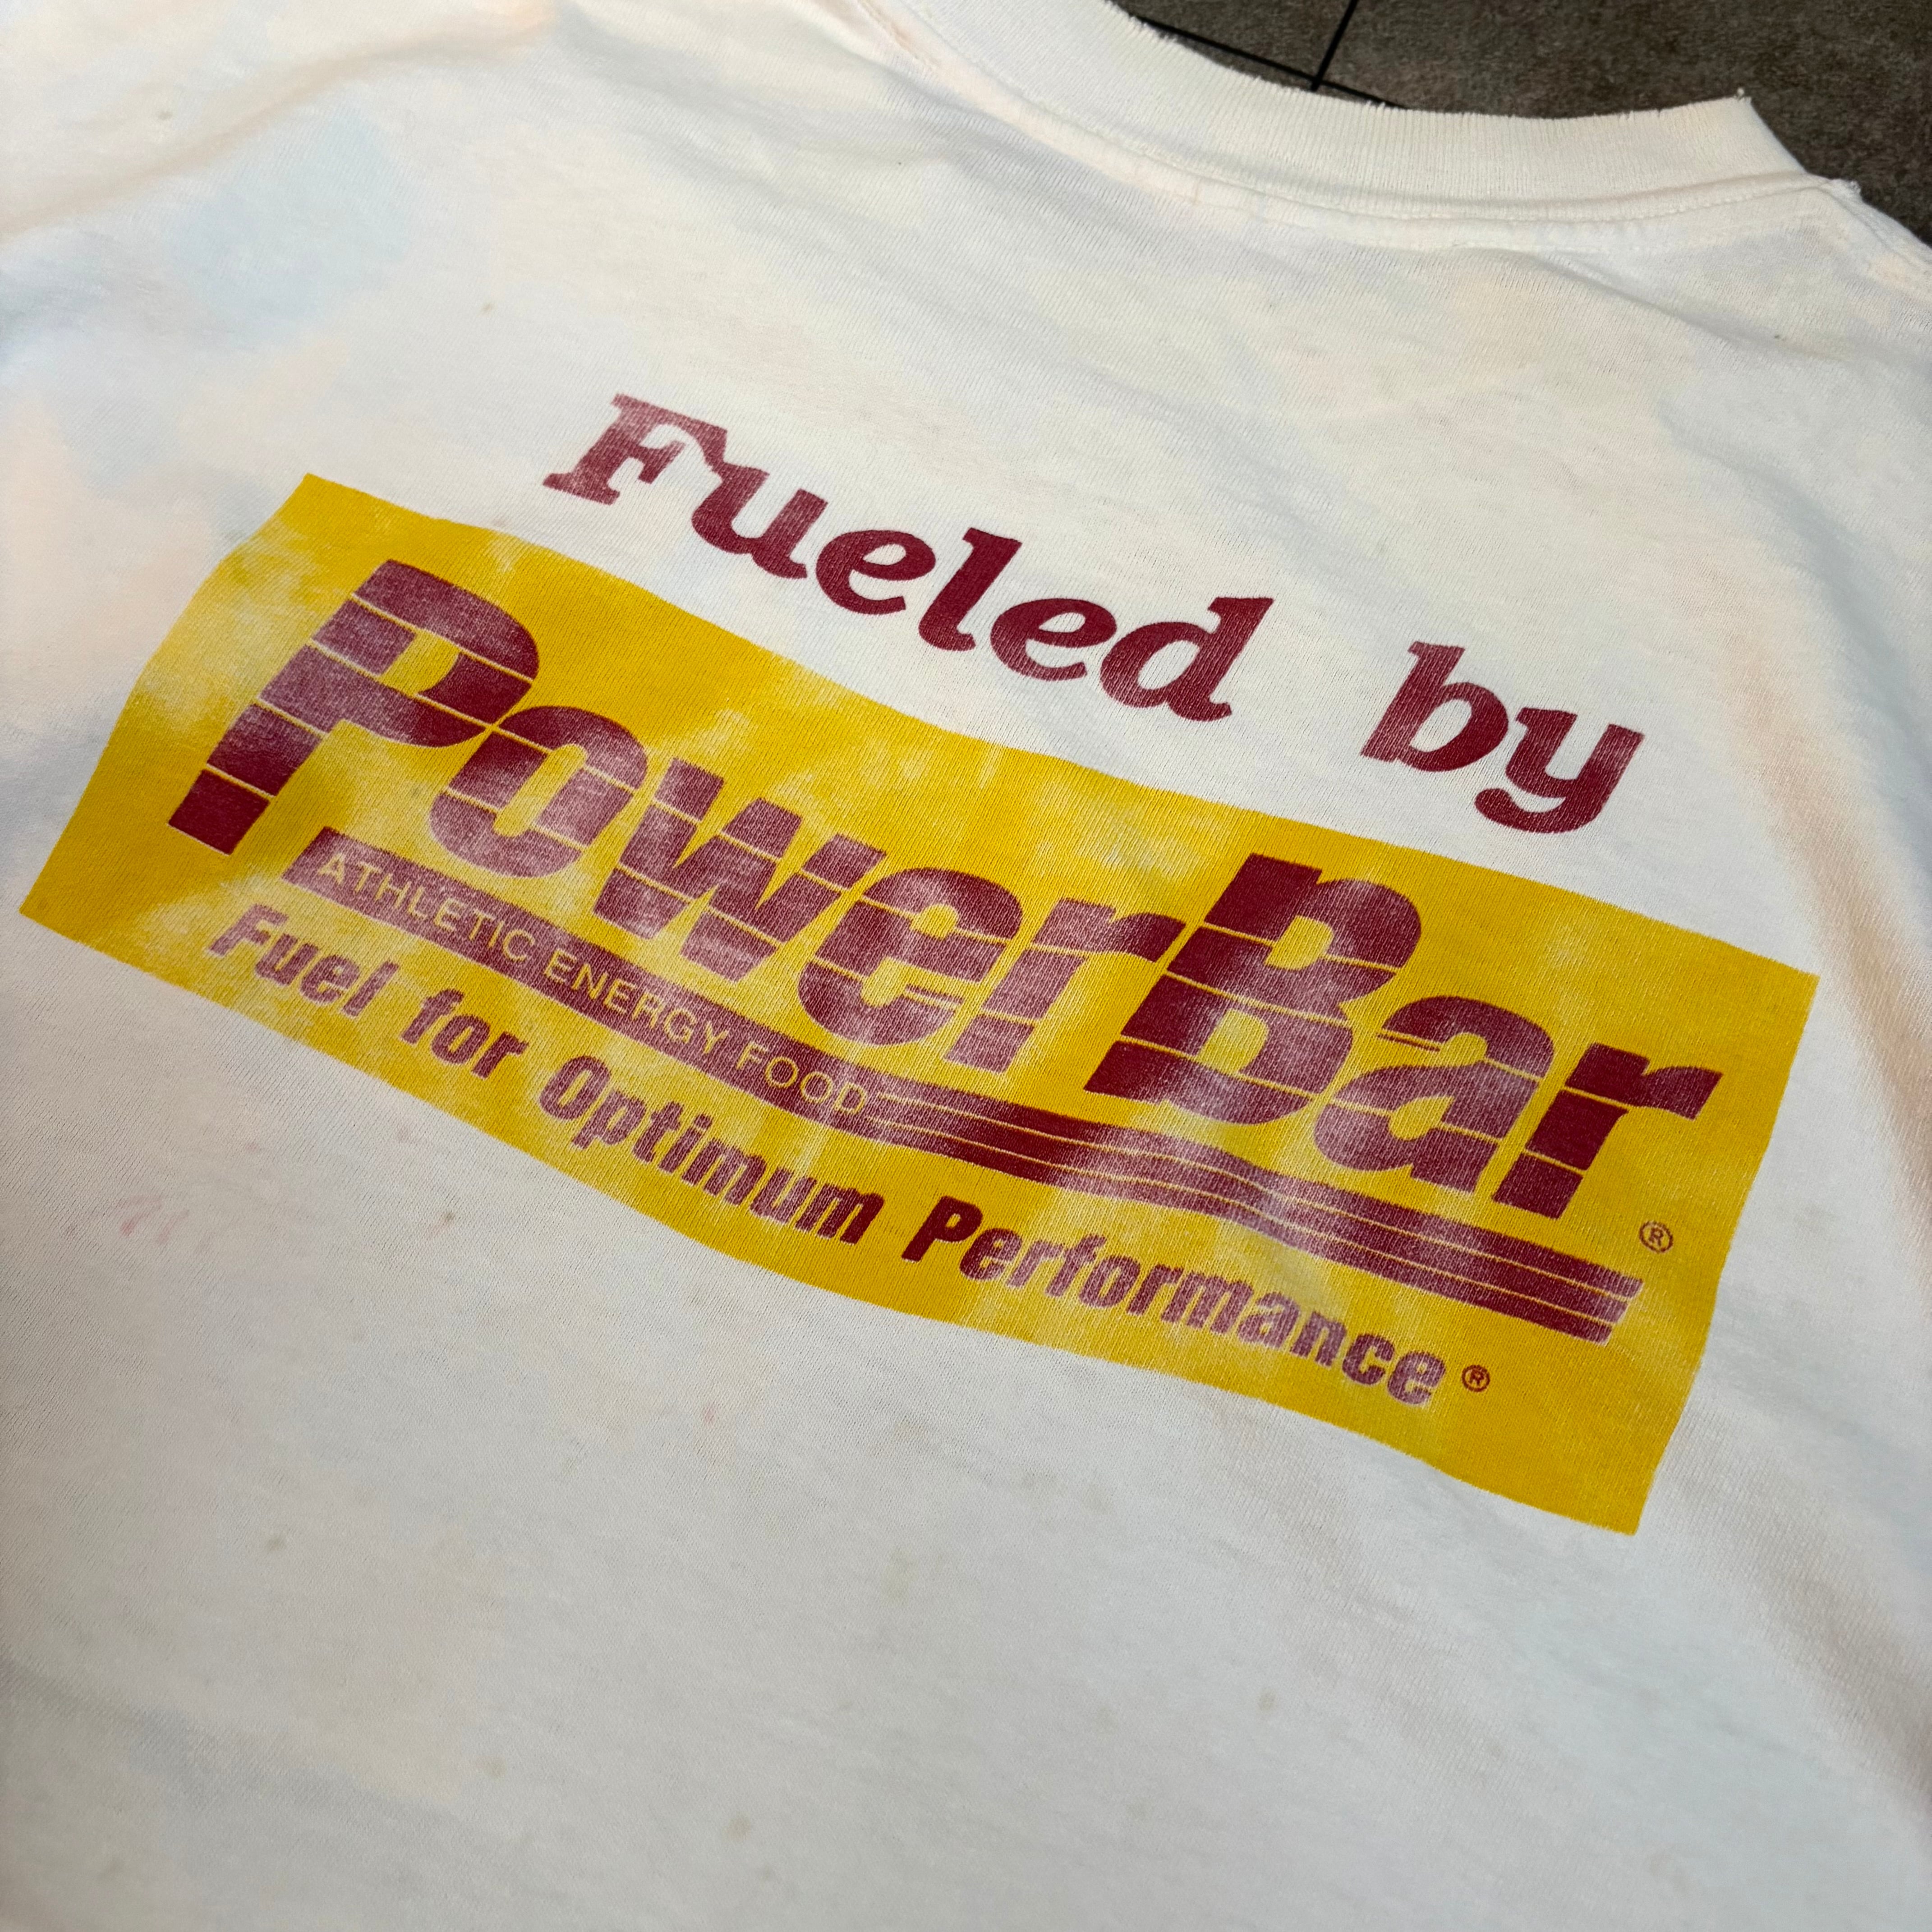 Fueled by
PowerBar®
ATHLETIC ENERGY FOOD
Fuel for Optimum Performance®